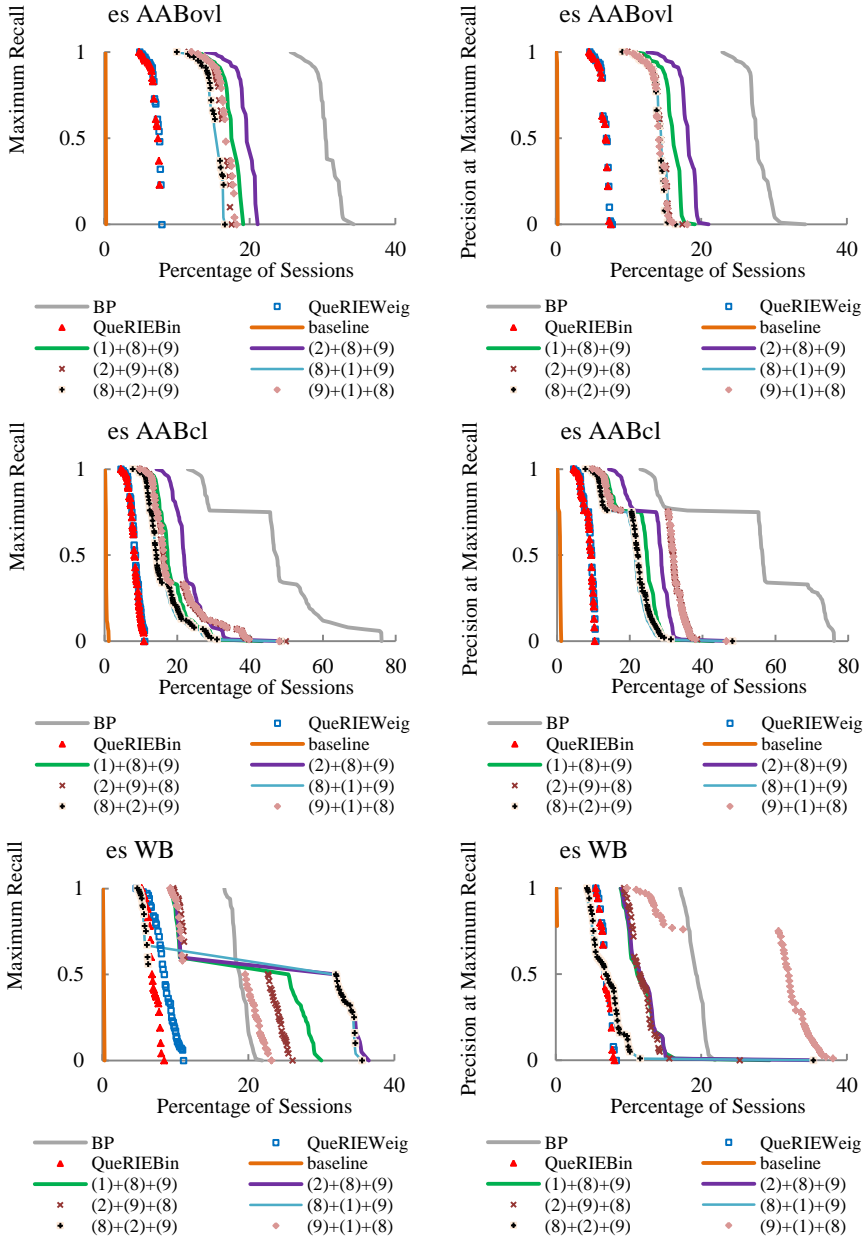 es AABovl
Maximum Recall
1
0.5
0
0 20 40
Percentage of Sessions
BP QueRIEWeig
QueRIEBin baseline
(1)+(8)+(9) (2)+(8)+(9)
(2)+(9)+(8) (8)+(1)+(9)
(8)+(2)+(9) (9)+(1)+(8)
es AABovl
Precision at Maximum Recall
1
0.5
0
0 20 40
Percentage of Sessions
BP QueRIEWeig
QueRIEBin baseline
(1)+(8)+(9) (2)+(8)+(9)
(2)+(9)+(8) (8)+(1)+(9)
(8)+(2)+(9) (9)+(1)+(8)
es AABcl
Maximum Recall
1
0.5
0
0 20 40 60 80
Percentage of Sessions
BP QueRIEWeig
QueRIEBin baseline
(1)+(8)+(9) (2)+(8)+(9)
(2)+(9)+(8) (8)+(1)+(9)
(8)+(2)+(9) (9)+(1)+(8)
es AABcl
Precision at Maximum Recall
1
0.5
0
0 20 40 60 80
Percentage of Sessions
BP QueRIEWeig
QueRIEBin baseline
(1)+(8)+(9) (2)+(8)+(9)
(2)+(9)+(8) (8)+(1)+(9)
(8)+(2)+(9) (9)+(1)+(8)
es WB
Maximum Recall
1
0.5
0
0 20 40
Percentage of Sessions
BP QueRIEWeig
QueRIEBin baseline
(1)+(8)+(9) (2)+(8)+(9)
(2)+(9)+(8) (8)+(1)+(9)
(8)+(2)+(9) (9)+(1)+(8)
es WB
Precision at Maximum Recall
1
0.5
0
0 20 40
Percentage of Sessions
BP QueRIEWeig
QueRIEBin baseline
(1)+(8)+(9) (2)+(8)+(9)
(2)+(9)+(8) (8)+(1)+(9)
(8)+(2)+(9) (9)+(1)+(8)